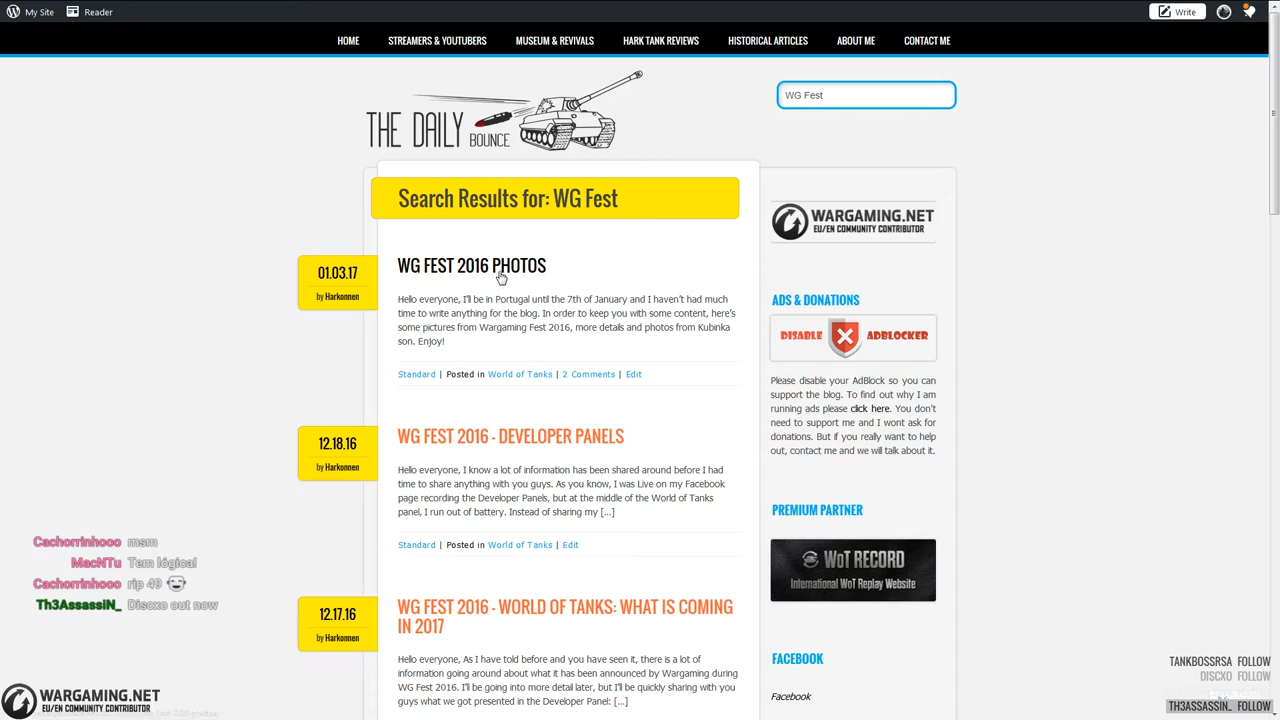 My Site
Reader
Write
HOME
STREAMERS & YOUTUBERS
MUSEUM & REVIVALS
HARK TANK REVIEWS
HISTORICAL ARTICLES
ABOUT ME
CONTACT ME
THE DAILY BOUNCE
WG Fest
Search Results for: WG Fest
01.03.17
by Harkonnen
WG FEST 2016 PHOTOS
Hello everyone, I'll be in Portugal until the 7th of January and I haven't had much
time to write anything for the blog. In order to keep you with some content, here's
some pictures from Wargaming Fest 2016, more details and photos from Kubinka
son. Enjoy!
Standard | Posted in World of Tanks | 2 Comments | Edit
12.18.16
by Harkonnen
WG FEST 2016 - DEVELOPER PANELS
Hello everyone, I know a lot of information has been shared around before I had
time to share anything with you guys. As you know, I was Live on my Facebook
page recording the Developer Panels, but at the middle of the World of Tanks
panel, I run out of battery. Instead of sharing my [...]
Standard | Posted in World of Tanks | Edit
12.17.16
by Harkonnen
WG FEST 2016 - WORLD OF TANKS: WHAT IS COMING
IN 2017
Hello everyone, As I have told before and you have seen it, there is a lot of
information going around about what it has been announced by Wargaming during
WG Fest 2016. I'll be going into more detail later, but I'll be quickly sharing with you
guys what we got presented in the Developer Panel: [...]
WARGAMING.NET
EU/EN COMMUNITY CONTRIBUTOR
ADS & DONATIONS
DISABLE ADBLOCKER
Please disable your AdBlock so you can
support the blog. To find out why I am
running ads please click here. You don't
need to support me and I wont ask for
donations. But if you really want to help
out, contact me and we will talk about it.
PREMIUM PARTNER
WoT RECORD
International WoT Replay Website
FACEBOOK
Facebook
Cachorrinhooo msm
MacNTu Tem lógica!
Cachorrinhooo rip 49
Th3AssassiN_ Discxo out now
WARGAMING.NET
EU/EN COMMUNITY CONTRIBUTOR
TANKBOSSRSA FOLLOW
DISCXO FOLLOW
TH3ASSASSIN_ FOLLOW